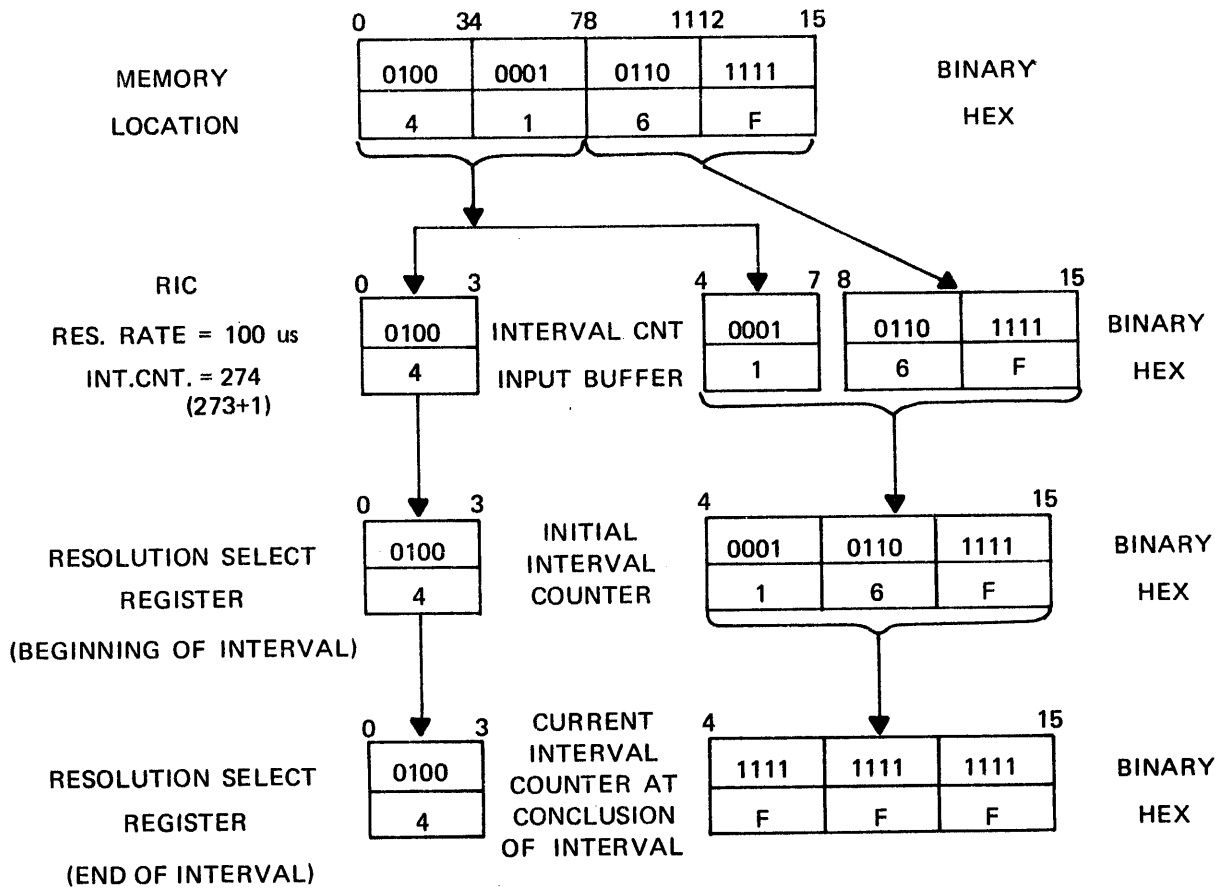 0 34 78 1112 15
MEMORY 0100 0001 0110 1111 BINARY
LOCATION 4 1 6 F HEX
RIC 0 3 4 7 8 15
RES. RATE = 100 us 0100 INTERVAL CNT 0001 0110 1111 BINARY
INT.CNT. = 274 4 INPUT BUFFER 1 6 F HEX
(273+1)
0 3 4 15
RESOLUTION SELECT 0100 INITIAL 0001 0110 1111 BINARY
INTERVAL
REGISTER 4 COUNTER 1 6 F HEX
(BEGINNING OF INTERVAL)
0 3 CURRENT 4 15
INTERVAL
RESOLUTION SELECT 0100 COUNTER AT 1111 1111 1111 BINARY
REGISTER 4 CONCLUSION F F F HEX
OF INTERVAL
(END OF INTERVAL)